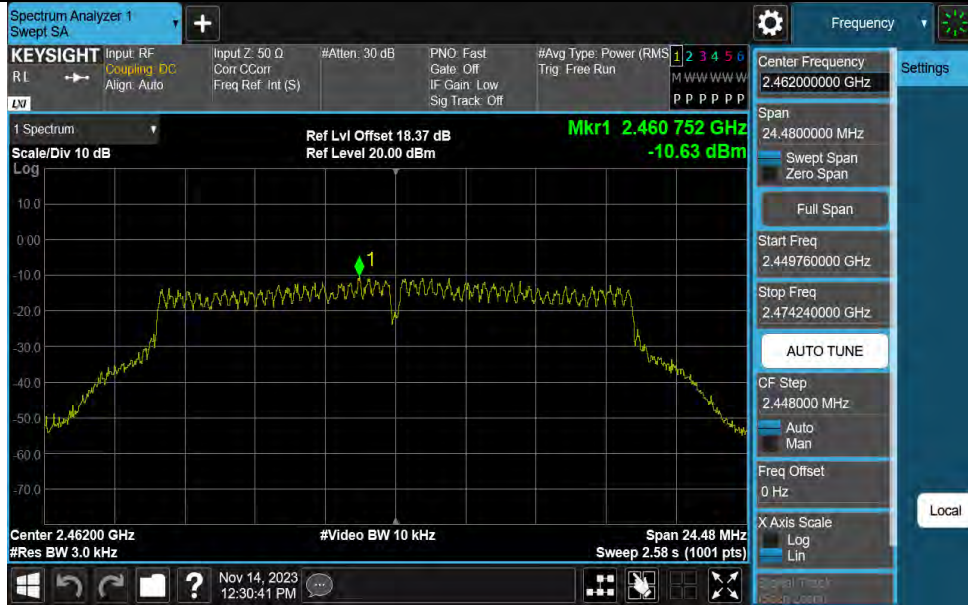 Spectrum Analyzer 1
Swept SA
Frequency
KEYSIGHT
RL
LXI
Input: RF
Coupling: DC
Align: Auto
Input Z: 50 Ω
Corr CCorr
Freq Ref: Int (S)
#Atten: 30 dB
PNO: Fast
Gate: Off
IF Gain: Low
Sig Track: Off
#Avg Type: Power (RMS
Trig: Free Run
1 2 3 4 5 6
M W W W W W
P P P P P P
1 Spectrum
Scale/Div 10 dB
Ref Lvl Offset 18.37 dB
Ref Level 20.00 dBm
Mkr1 2.460 752 GHz
-10.63 dBm
Log
10.0
0.00
-10.0
-20.0
-30.0
-40.0
-50.0
-60.0
-70.0
1
Center 2.46200 GHz
#Res BW 3.0 kHz
#Video BW 10 kHz
Span 24.48 MHz
Sweep 2.58 s (1001 pts)
Center Frequency
2.462000000 GHz
Span
24.4800000 MHz
Swept Span
Zero Span
Full Span
Start Freq
2.449760000 GHz
Stop Freq
2.474240000 GHz
AUTO TUNE
CF Step
2.448000 MHz
Auto
Man
Freq Offset
0 Hz
X Axis Scale
Log
Lin
Signal Track
(Span Zoom)
Settings
Local
?
Nov 14, 2023
12:30:41 PM